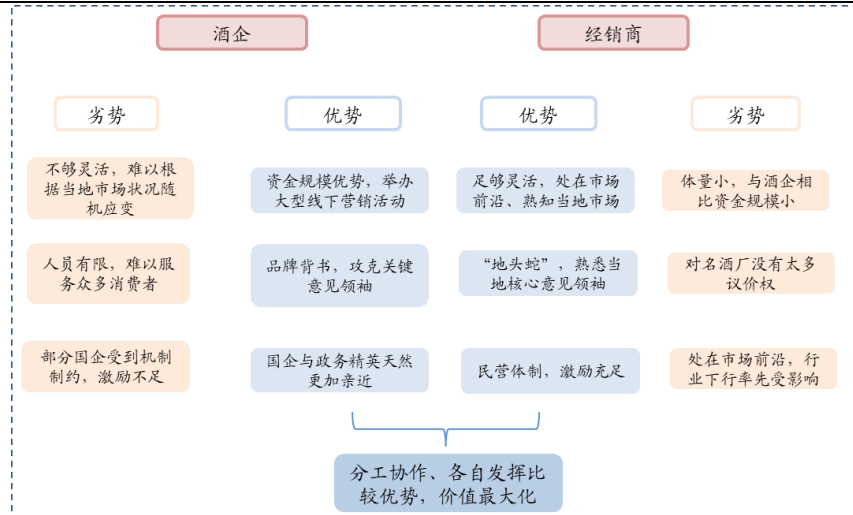 酒企
经销商
劣势
优势
优势
劣势
不够灵活，难以根
据当地市场状况随
机应变
资金规模优势，举办
大型线下营销活动
足够灵活，处在市场
前沿、熟知当地市场
体量小，与酒企相
比资金规模小
人员有限，难以服
务众多消费者
品牌背书，攻克关键
意见领袖
“地头蛇”，熟悉当
地核心意见领袖
对名酒厂没有太多
议价权
部分国企受到机制
制约，激励不足
国企与政务精英天然
更加亲近
民营体制，激励充足
处在市场前沿，行
业下行率先受影响
分工协作、各自发挥比
较优势，价值最大化